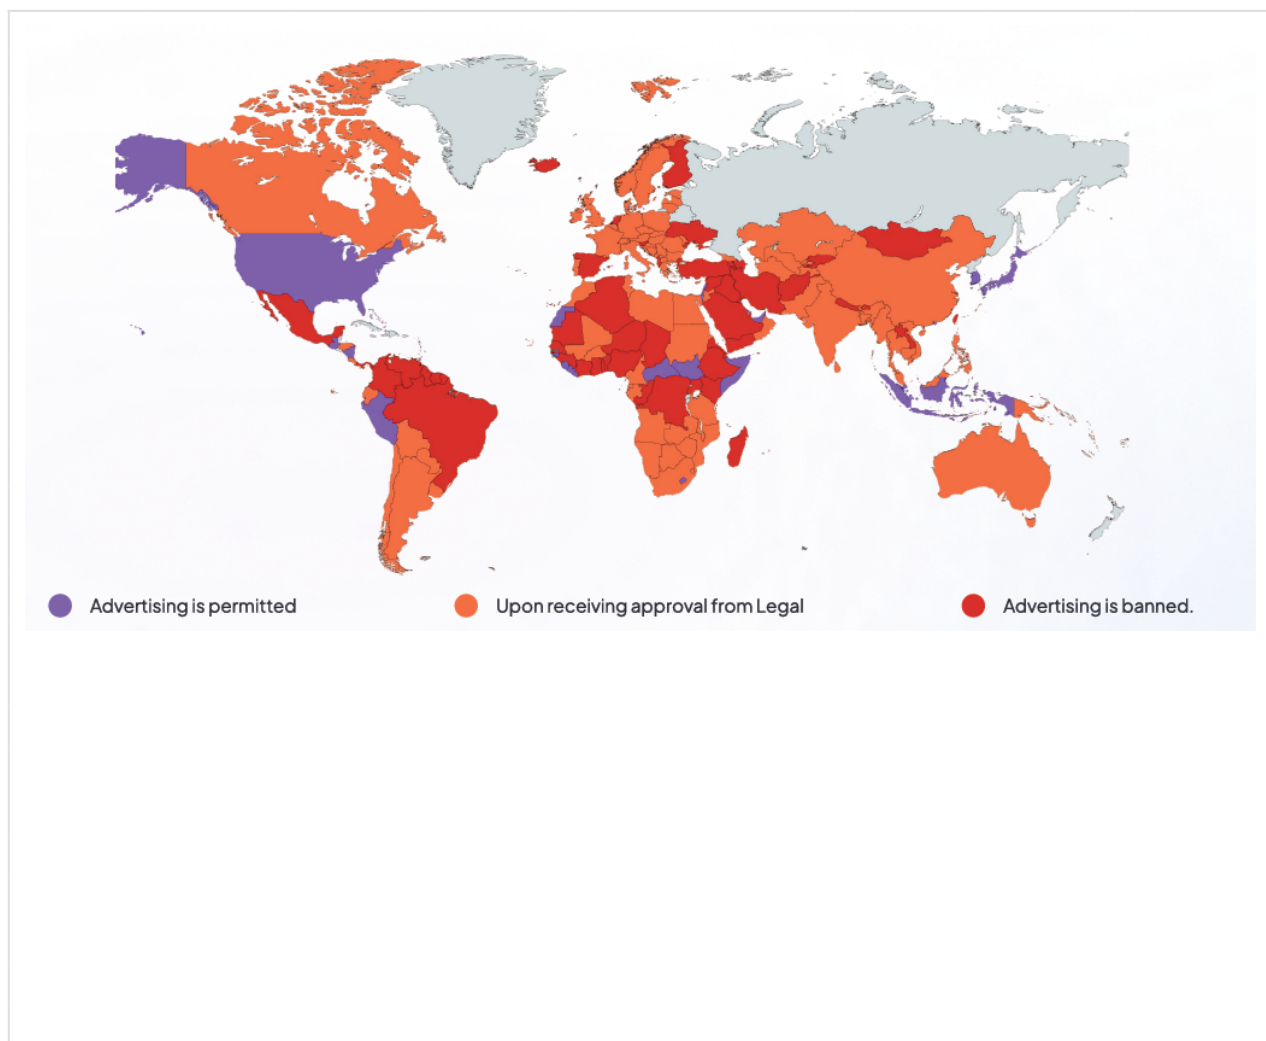 Advertising is permitted
Upon receiving approval from Legal
Advertising is banned.